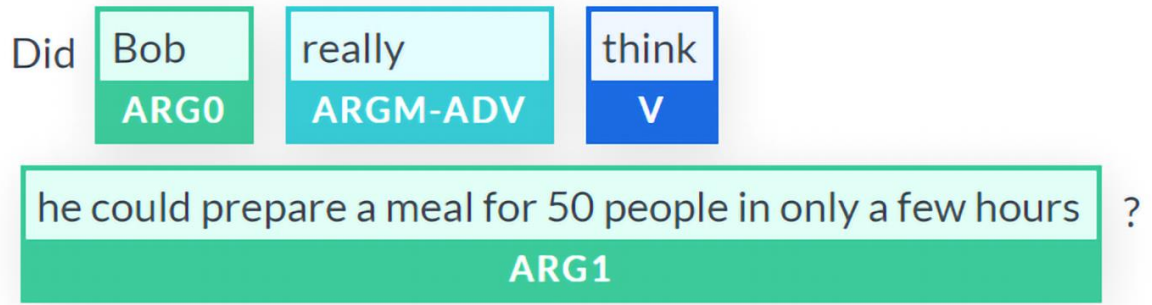 Did Bob really think
ARG0 ARGM-ADV V
he could prepare a meal for 50 people in only a few hours ?
ARG1